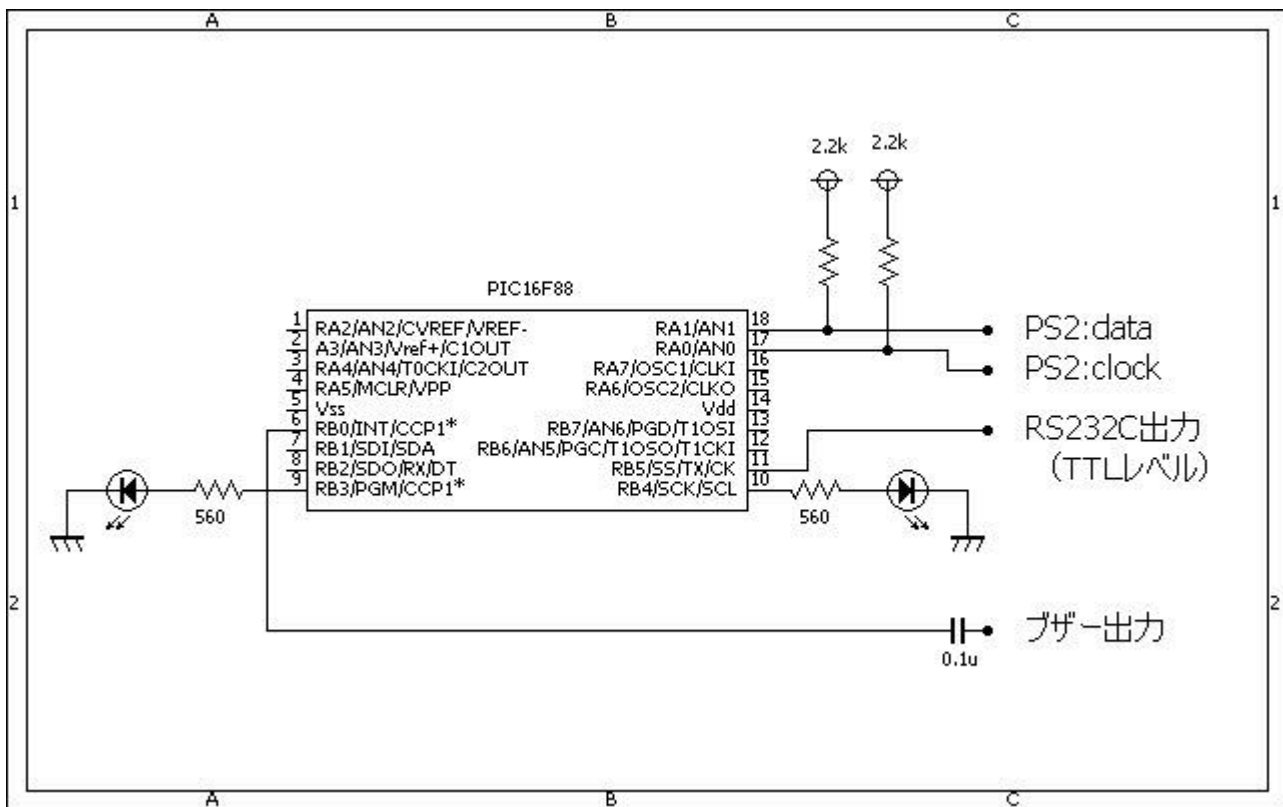 A B C
1 1
2.2k 2.2k
PIC16F88
1 RA2/AN2/CVREF/VREF- RA1/AN1 18
2 A3/AN3/Vref+/C1OUT RA0/AN0 17
3 RA4/AN4/T0CKI/C2OUT RA7/OSC1/CLKI 16
4 RA5/MCLR/VPP RA6/OSC2/CLKO 15
5 Vss Vdd 14
6 RB0/INT/CCP1* RB7/AN6/PGD/T1OSI 13
7 RB1/SDI/SDA RB6/AN5/PGC/T1OSO/T1CKI 12
8 RB2/SDO/RX/DT RB5/SS/TX/CK 11
9 RB3/PGM/CCP1* RB4/SCK/SCL 10
PS2:data
PS2:clock
RS232C出力
(TTLレベル)
560 560
2 2
ブザー出力
0.1u
A B C